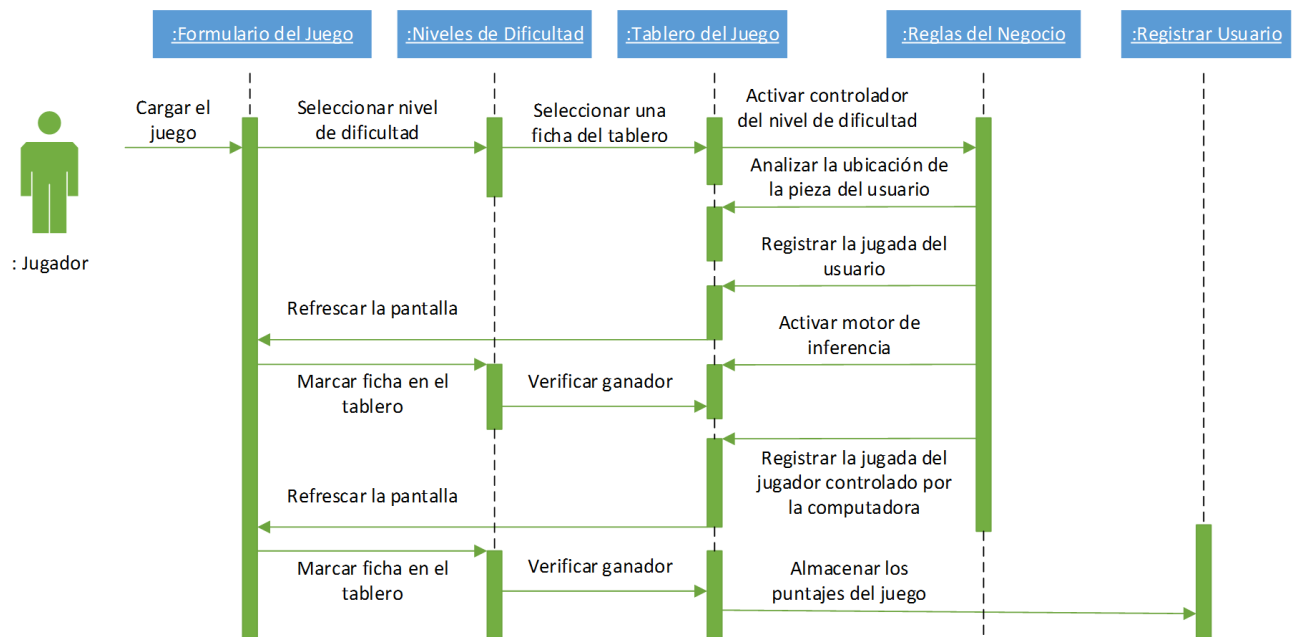 :Formulario del Juego
:Niveles de Dificultad
:Tablero del Juego
:Reglas del Negocio
:Registrar Usuario
Cargar el
juego
Seleccionar nivel
de dificultad
Seleccionar una
ficha del tablero
Activar controlador
del nivel de dificultad
Analizar la ubicación de
la pieza del usuario
: Jugador
Registrar la jugada del
usuario
Refrescar la pantalla
Activar motor de
inferencia
Marcar ficha en el
tablero
Verificar ganador
Registrar la jugada del
jugador controlado por
la computadora
Refrescar la pantalla
Marcar ficha en el
tablero
Verificar ganador
Almacenar los
puntajes del juego